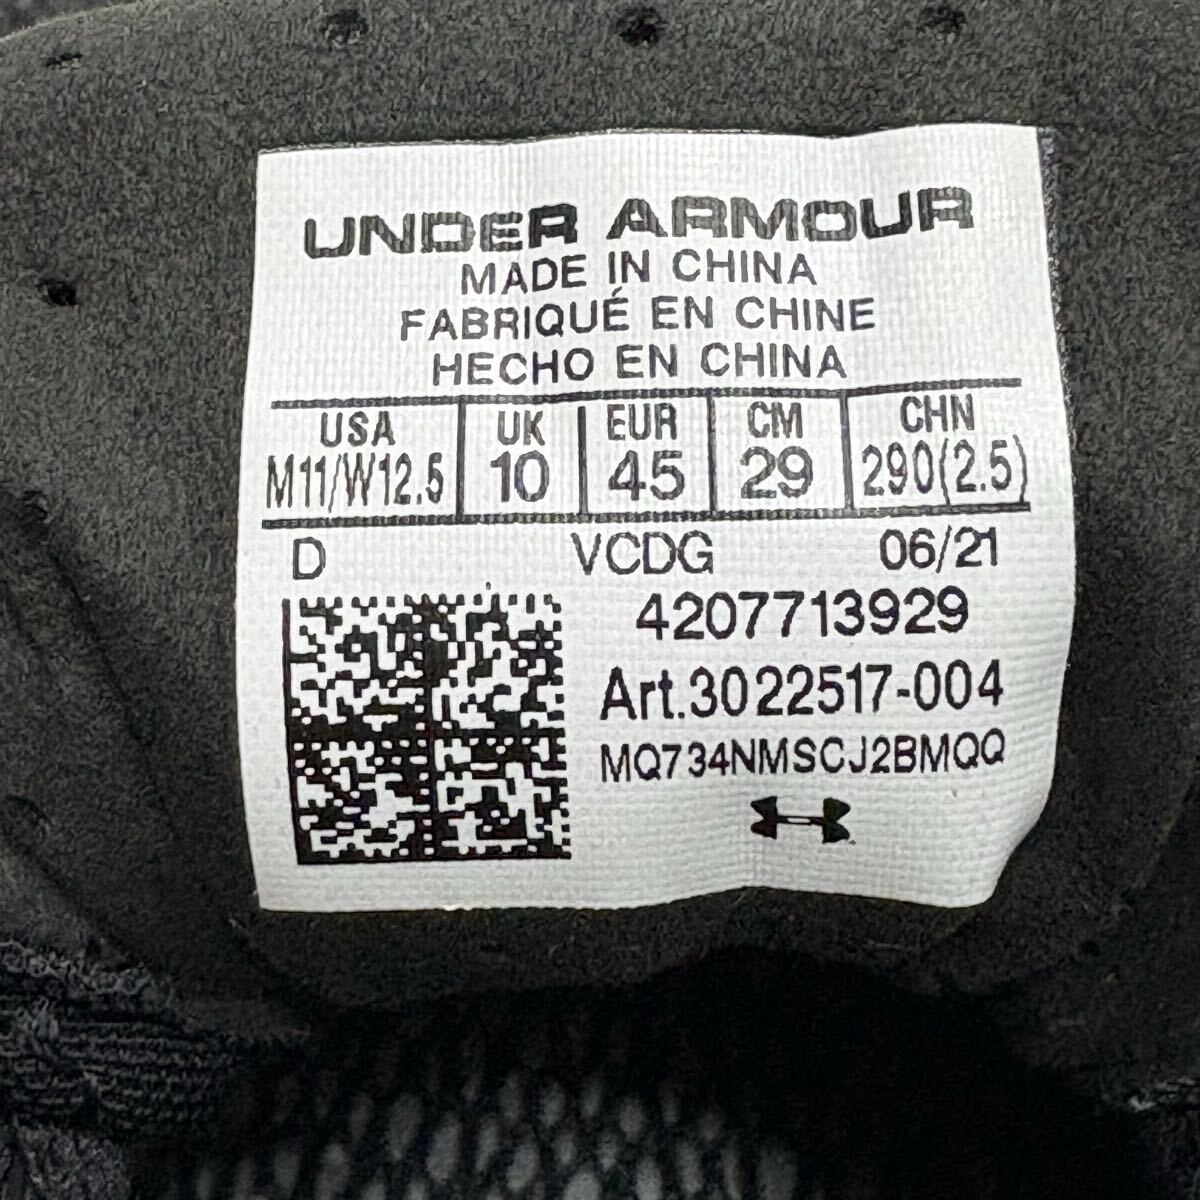 UNDER ARMOUR
MADE IN CHINA
FABRIQUÉ EN CHINE
HECHO EN CHINA
USA UK EUR CM CHN
M11/W12.5 10 45 29 290(2.5)
D VCDG 06/21
4207713929
Art.3022517-004
MQ734NMSCJ2BMQQ